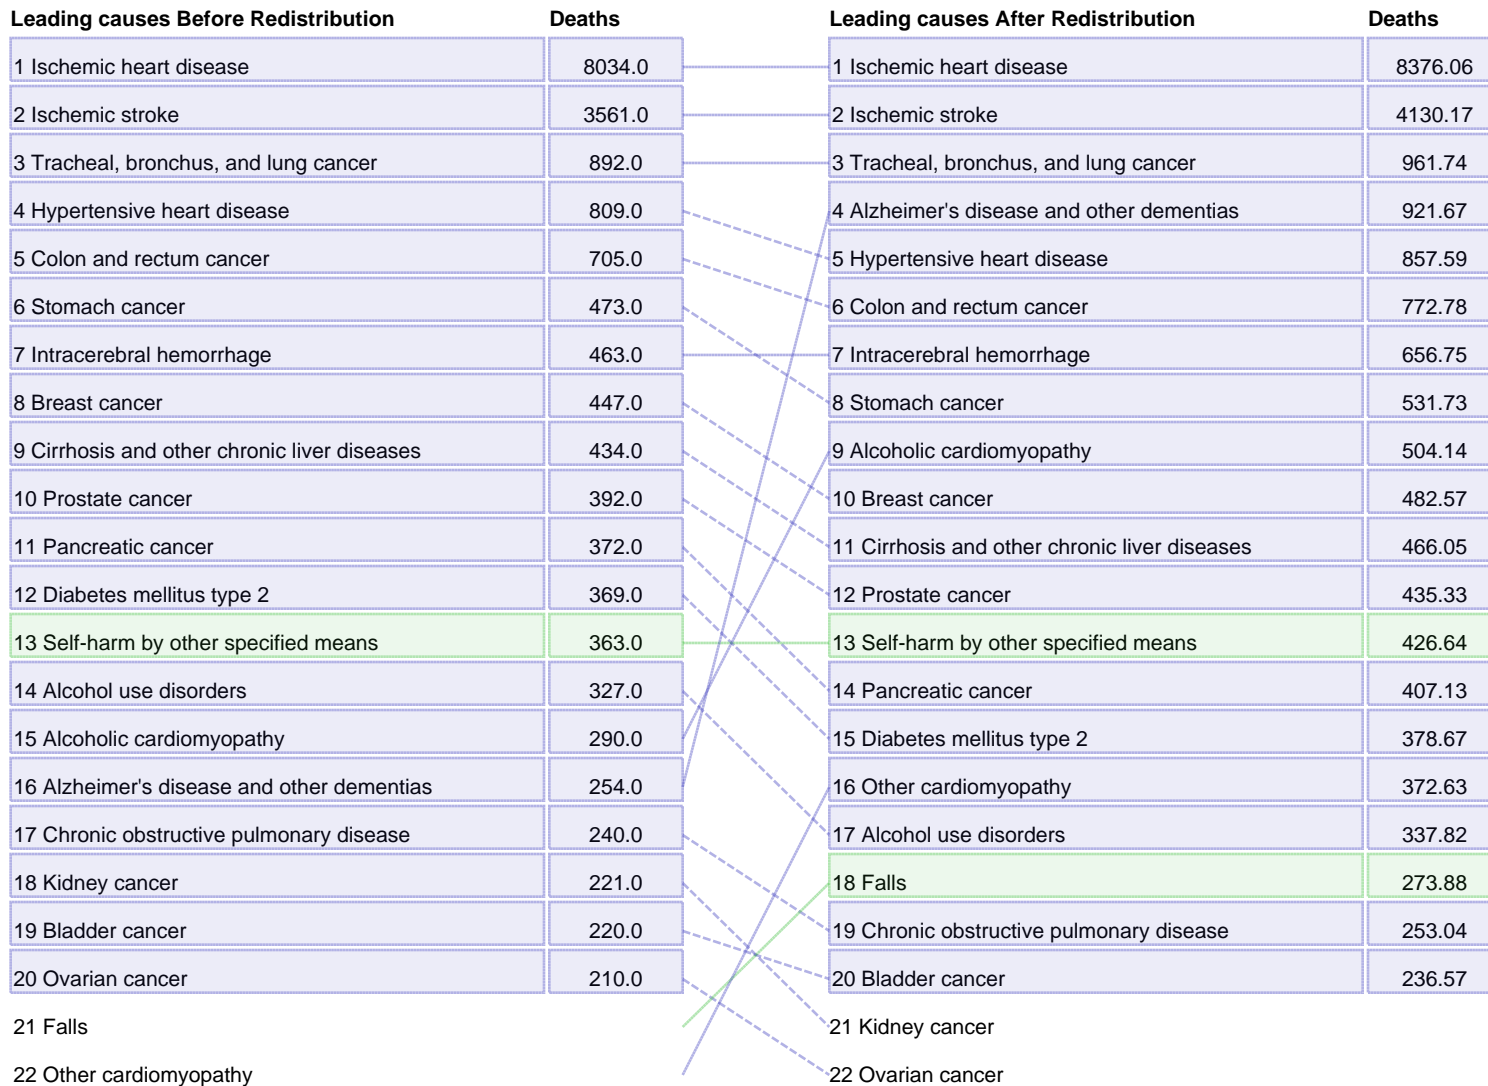 Leading causes Before Redistribution Deaths Leading causes After Redistribution Deaths
1 Ischemic heart disease 8034.0 1 Ischemic heart disease 8376.06
2 Ischemic stroke 3561.0 2 Ischemic stroke 4130.17
3 Tracheal, bronchus, and lung cancer 892.0 3 Tracheal, bronchus, and lung cancer 961.74
4 Hypertensive heart disease 809.0 4 Alzheimer's disease and other dementias 921.67
5 Colon and rectum cancer 705.0 5 Hypertensive heart disease 857.59
6 Stomach cancer 473.0 6 Colon and rectum cancer 772.78
7 Intracerebral hemorrhage 463.0 7 Intracerebral hemorrhage 656.75
8 Breast cancer 447.0 8 Stomach cancer 531.73
9 Cirrhosis and other chronic liver diseases 434.0 9 Alcoholic cardiomyopathy 504.14
10 Prostate cancer 392.0 10 Breast cancer 482.57
11 Pancreatic cancer 372.0 11 Cirrhosis and other chronic liver diseases 466.05
12 Diabetes mellitus type 2 369.0 12 Prostate cancer 435.33
13 Self-harm by other specified means 363.0 13 Self-harm by other specified means 426.64
14 Alcohol use disorders 327.0 14 Pancreatic cancer 407.13
15 Alcoholic cardiomyopathy 290.0 15 Diabetes mellitus type 2 378.67
16 Alzheimer's disease and other dementias 254.0 16 Other cardiomyopathy 372.63
17 Chronic obstructive pulmonary disease 240.0 17 Alcohol use disorders 337.82
18 Kidney cancer 221.0 18 Falls 273.88
19 Bladder cancer 220.0 19 Chronic obstructive pulmonary disease 253.04
20 Ovarian cancer 210.0 20 Bladder cancer 236.57
21 Falls 21 Kidney cancer
22 Other cardiomyopathy 22 Ovarian cancer